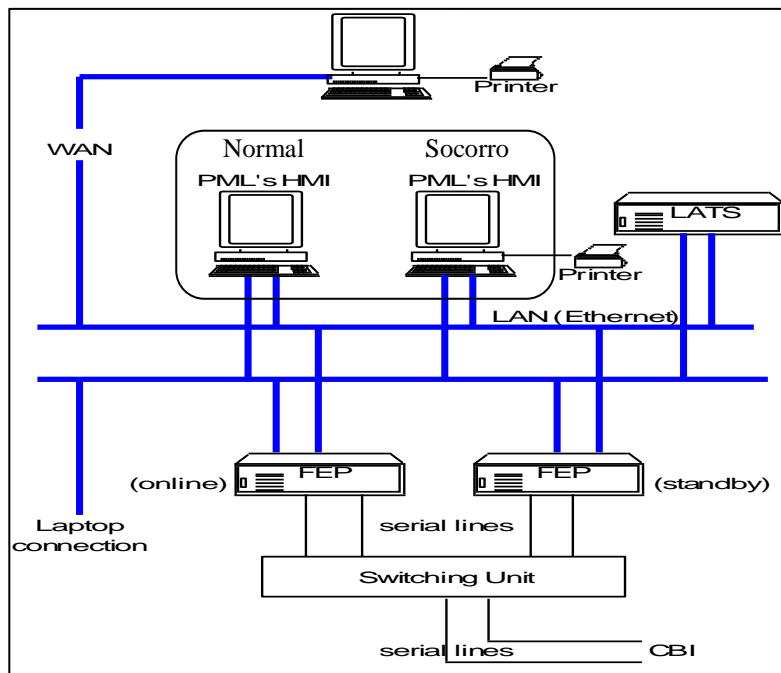 Printer
WAN
Normal
Socorro
PML's HMI
PML's HMI
LATS
Printer
LAN (Ethernet)
FEP
FEP
(online)
(standby)
Laptop
connection
serial lines
Switching Unit
serial lines
CBI